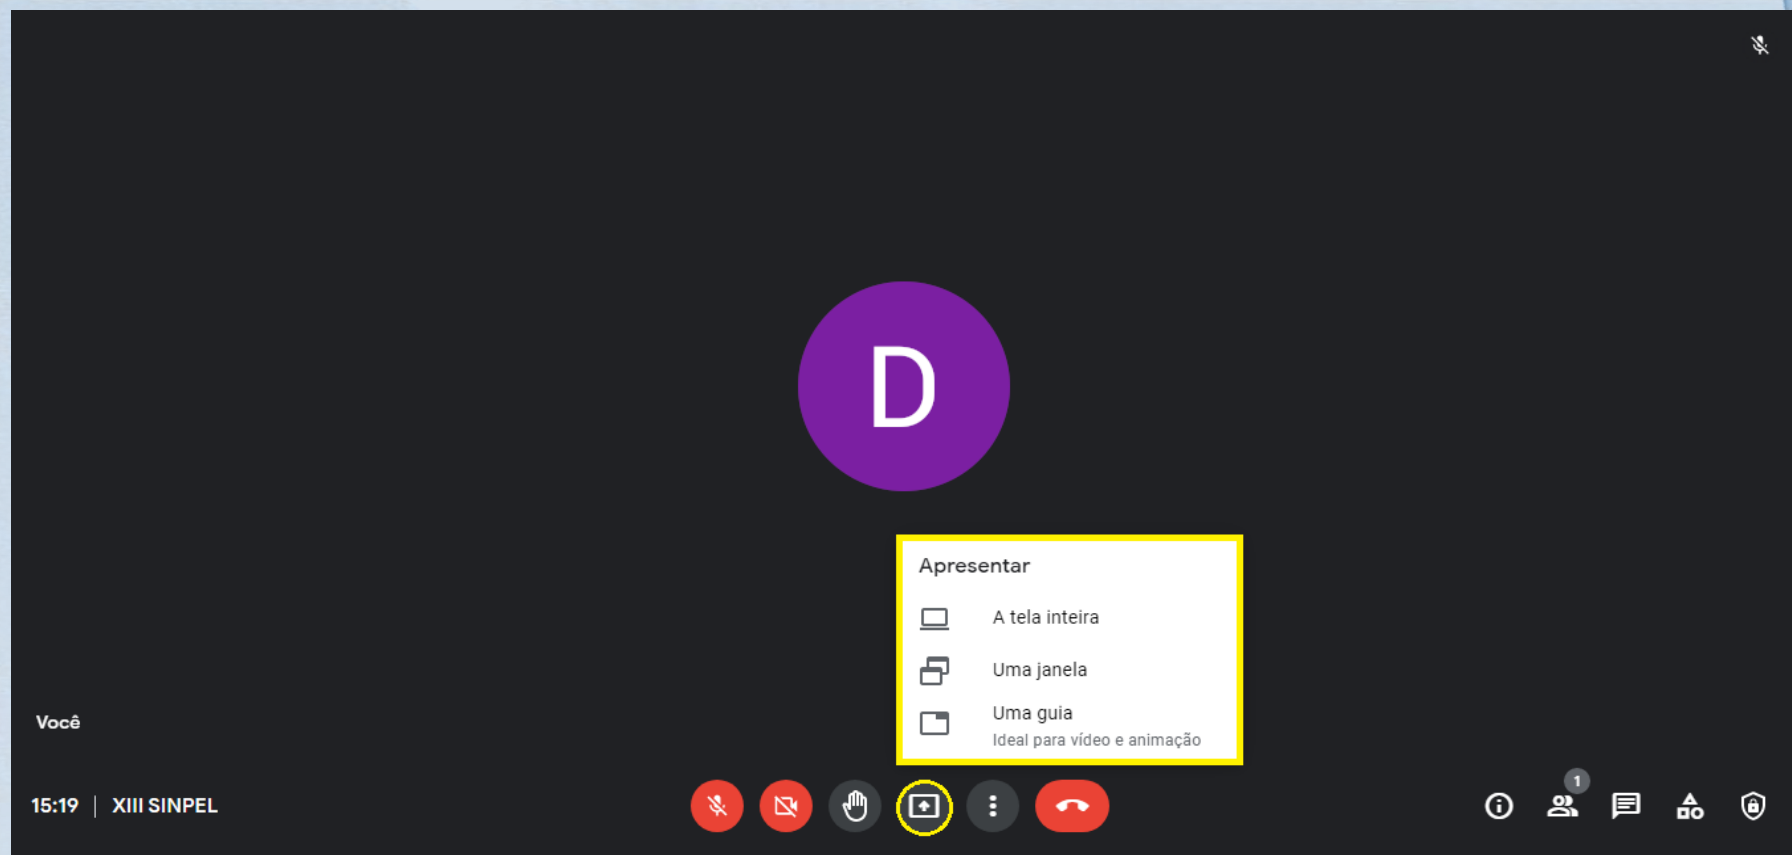 D
Apresentar
A tela inteira
Uma janela
Uma guia
Ideal para vídeo e animação
Você
15:19 | XIII SINPEL
1